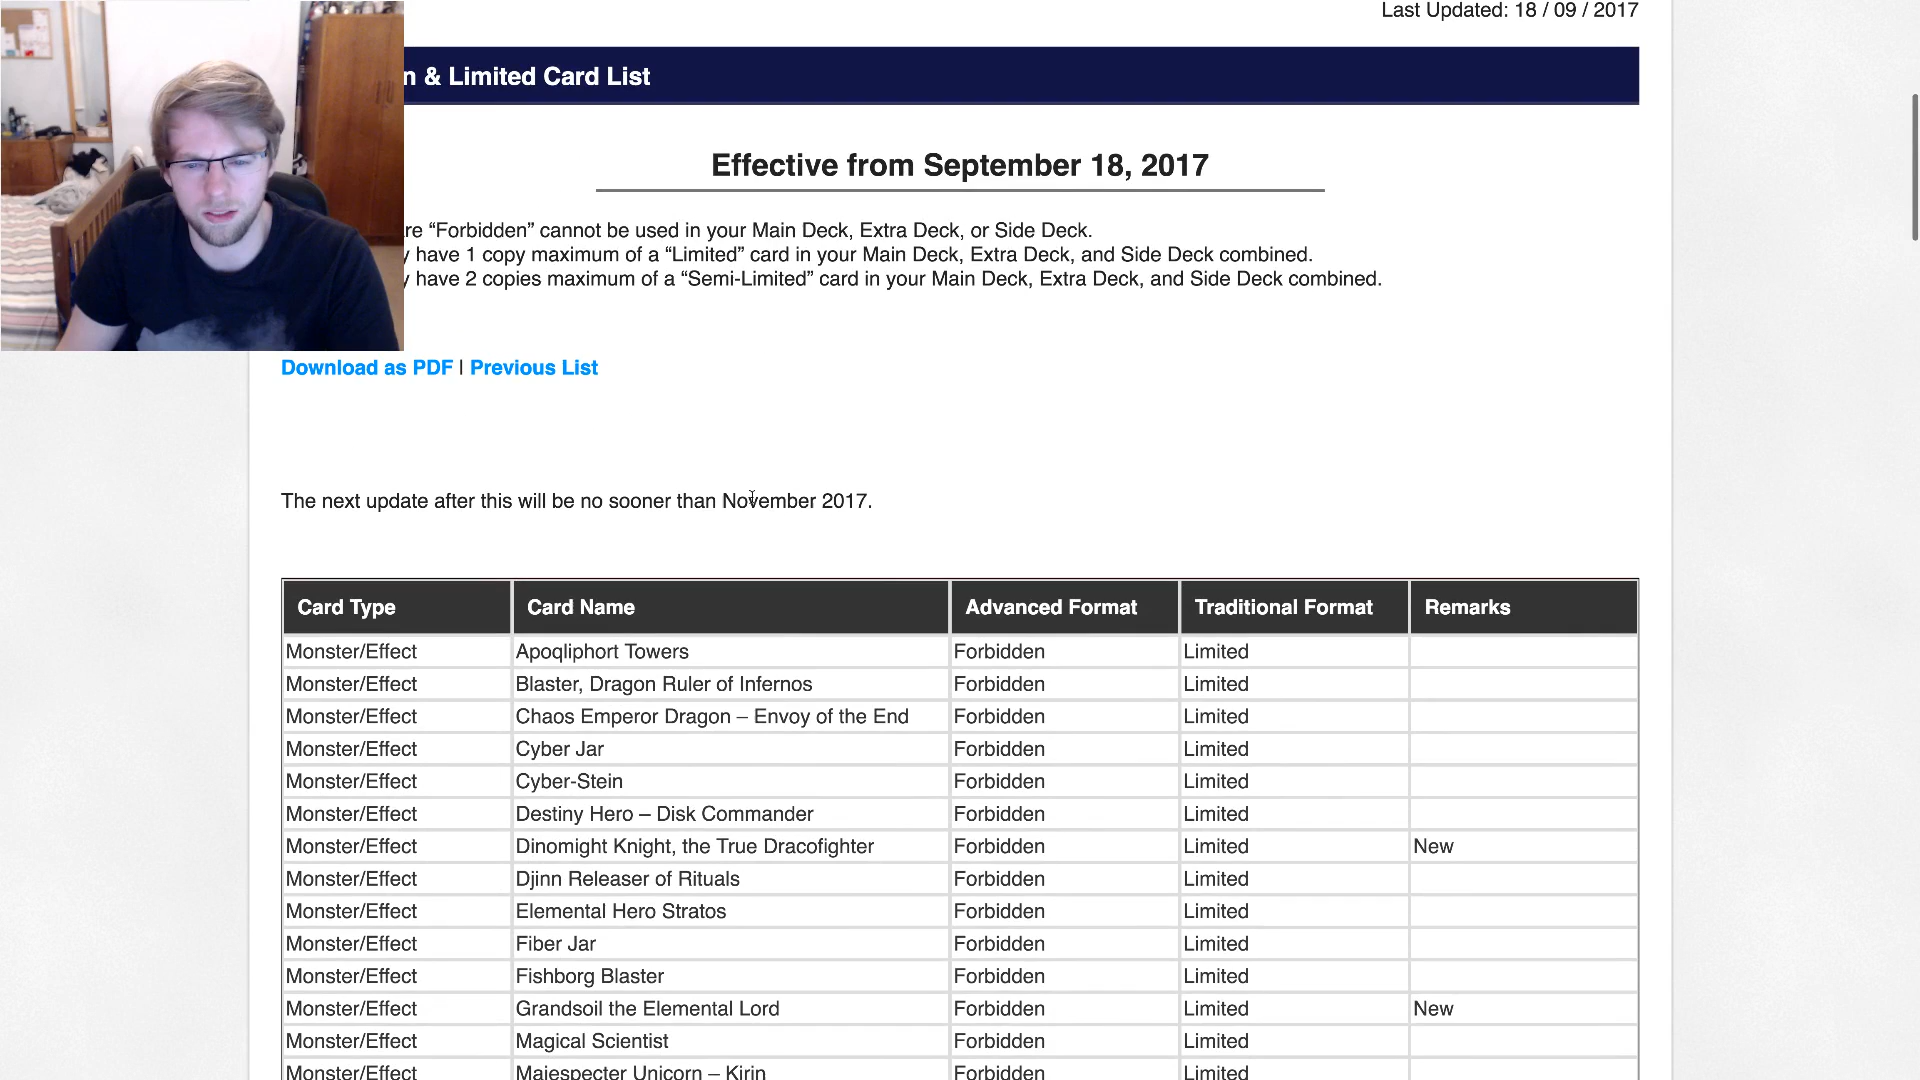 Last Updated: 18 / 09 / 2017
n & Limited Card List
Effective from September 18, 2017
re “Forbidden” cannot be used in your Main Deck, Extra Deck, or Side Deck.
y have 1 copy maximum of a “Limited” card in your Main Deck, Extra Deck, and Side Deck combined.
y have 2 copies maximum of a “Semi-Limited” card in your Main Deck, Extra Deck, and Side Deck combined.
Download as PDF | Previous List
The next update after this will be no sooner than November 2017.
Card Type Card Name Advanced Format Traditional Format Remarks
Monster/Effect Apoqliphort Towers Forbidden Limited
Monster/Effect Blaster, Dragon Ruler of Infernos Forbidden Limited
Monster/Effect Chaos Emperor Dragon – Envoy of the End Forbidden Limited
Monster/Effect Cyber Jar Forbidden Limited
Monster/Effect Cyber-Stein Forbidden Limited
Monster/Effect Destiny Hero – Disk Commander Forbidden Limited
Monster/Effect Dinomight Knight, the True Dracofighter Forbidden Limited New
Monster/Effect Djinn Releaser of Rituals Forbidden Limited
Monster/Effect Elemental Hero Stratos Forbidden Limited
Monster/Effect Fiber Jar Forbidden Limited
Monster/Effect Fishborg Blaster Forbidden Limited
Monster/Effect Grandsoil the Elemental Lord Forbidden Limited New
Monster/Effect Magical Scientist Forbidden Limited
Monster/Effect Majespecter Unicorn – Kirin Forbidden Limited